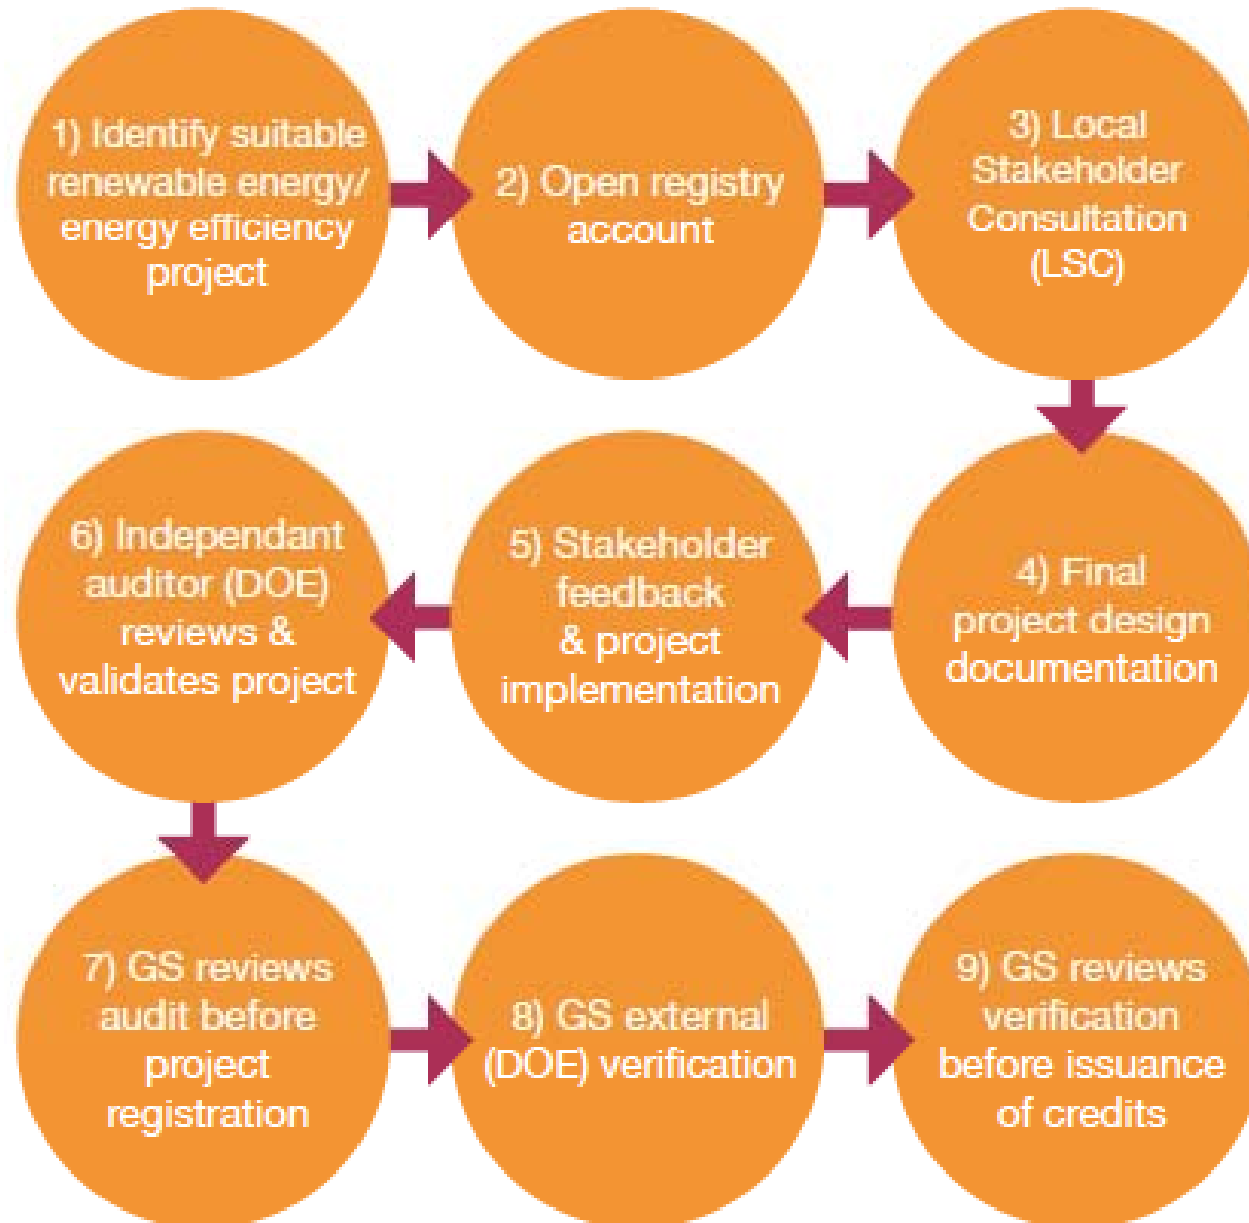 1) Identify suitable
renewable energy/
energy efficiency
project
2) Open registry
account
3) Local
Stakeholder
Consultation
(LSC)
4) Final
project design
documentation
5) Stakeholder
feedback
& project
implementation
6) Independant
auditor (DOE)
reviews &
validates project
7) GS reviews
audit before
project
registration
8) GS external
(DOE) verification
9) GS reviews
verification
before issuance
of credits